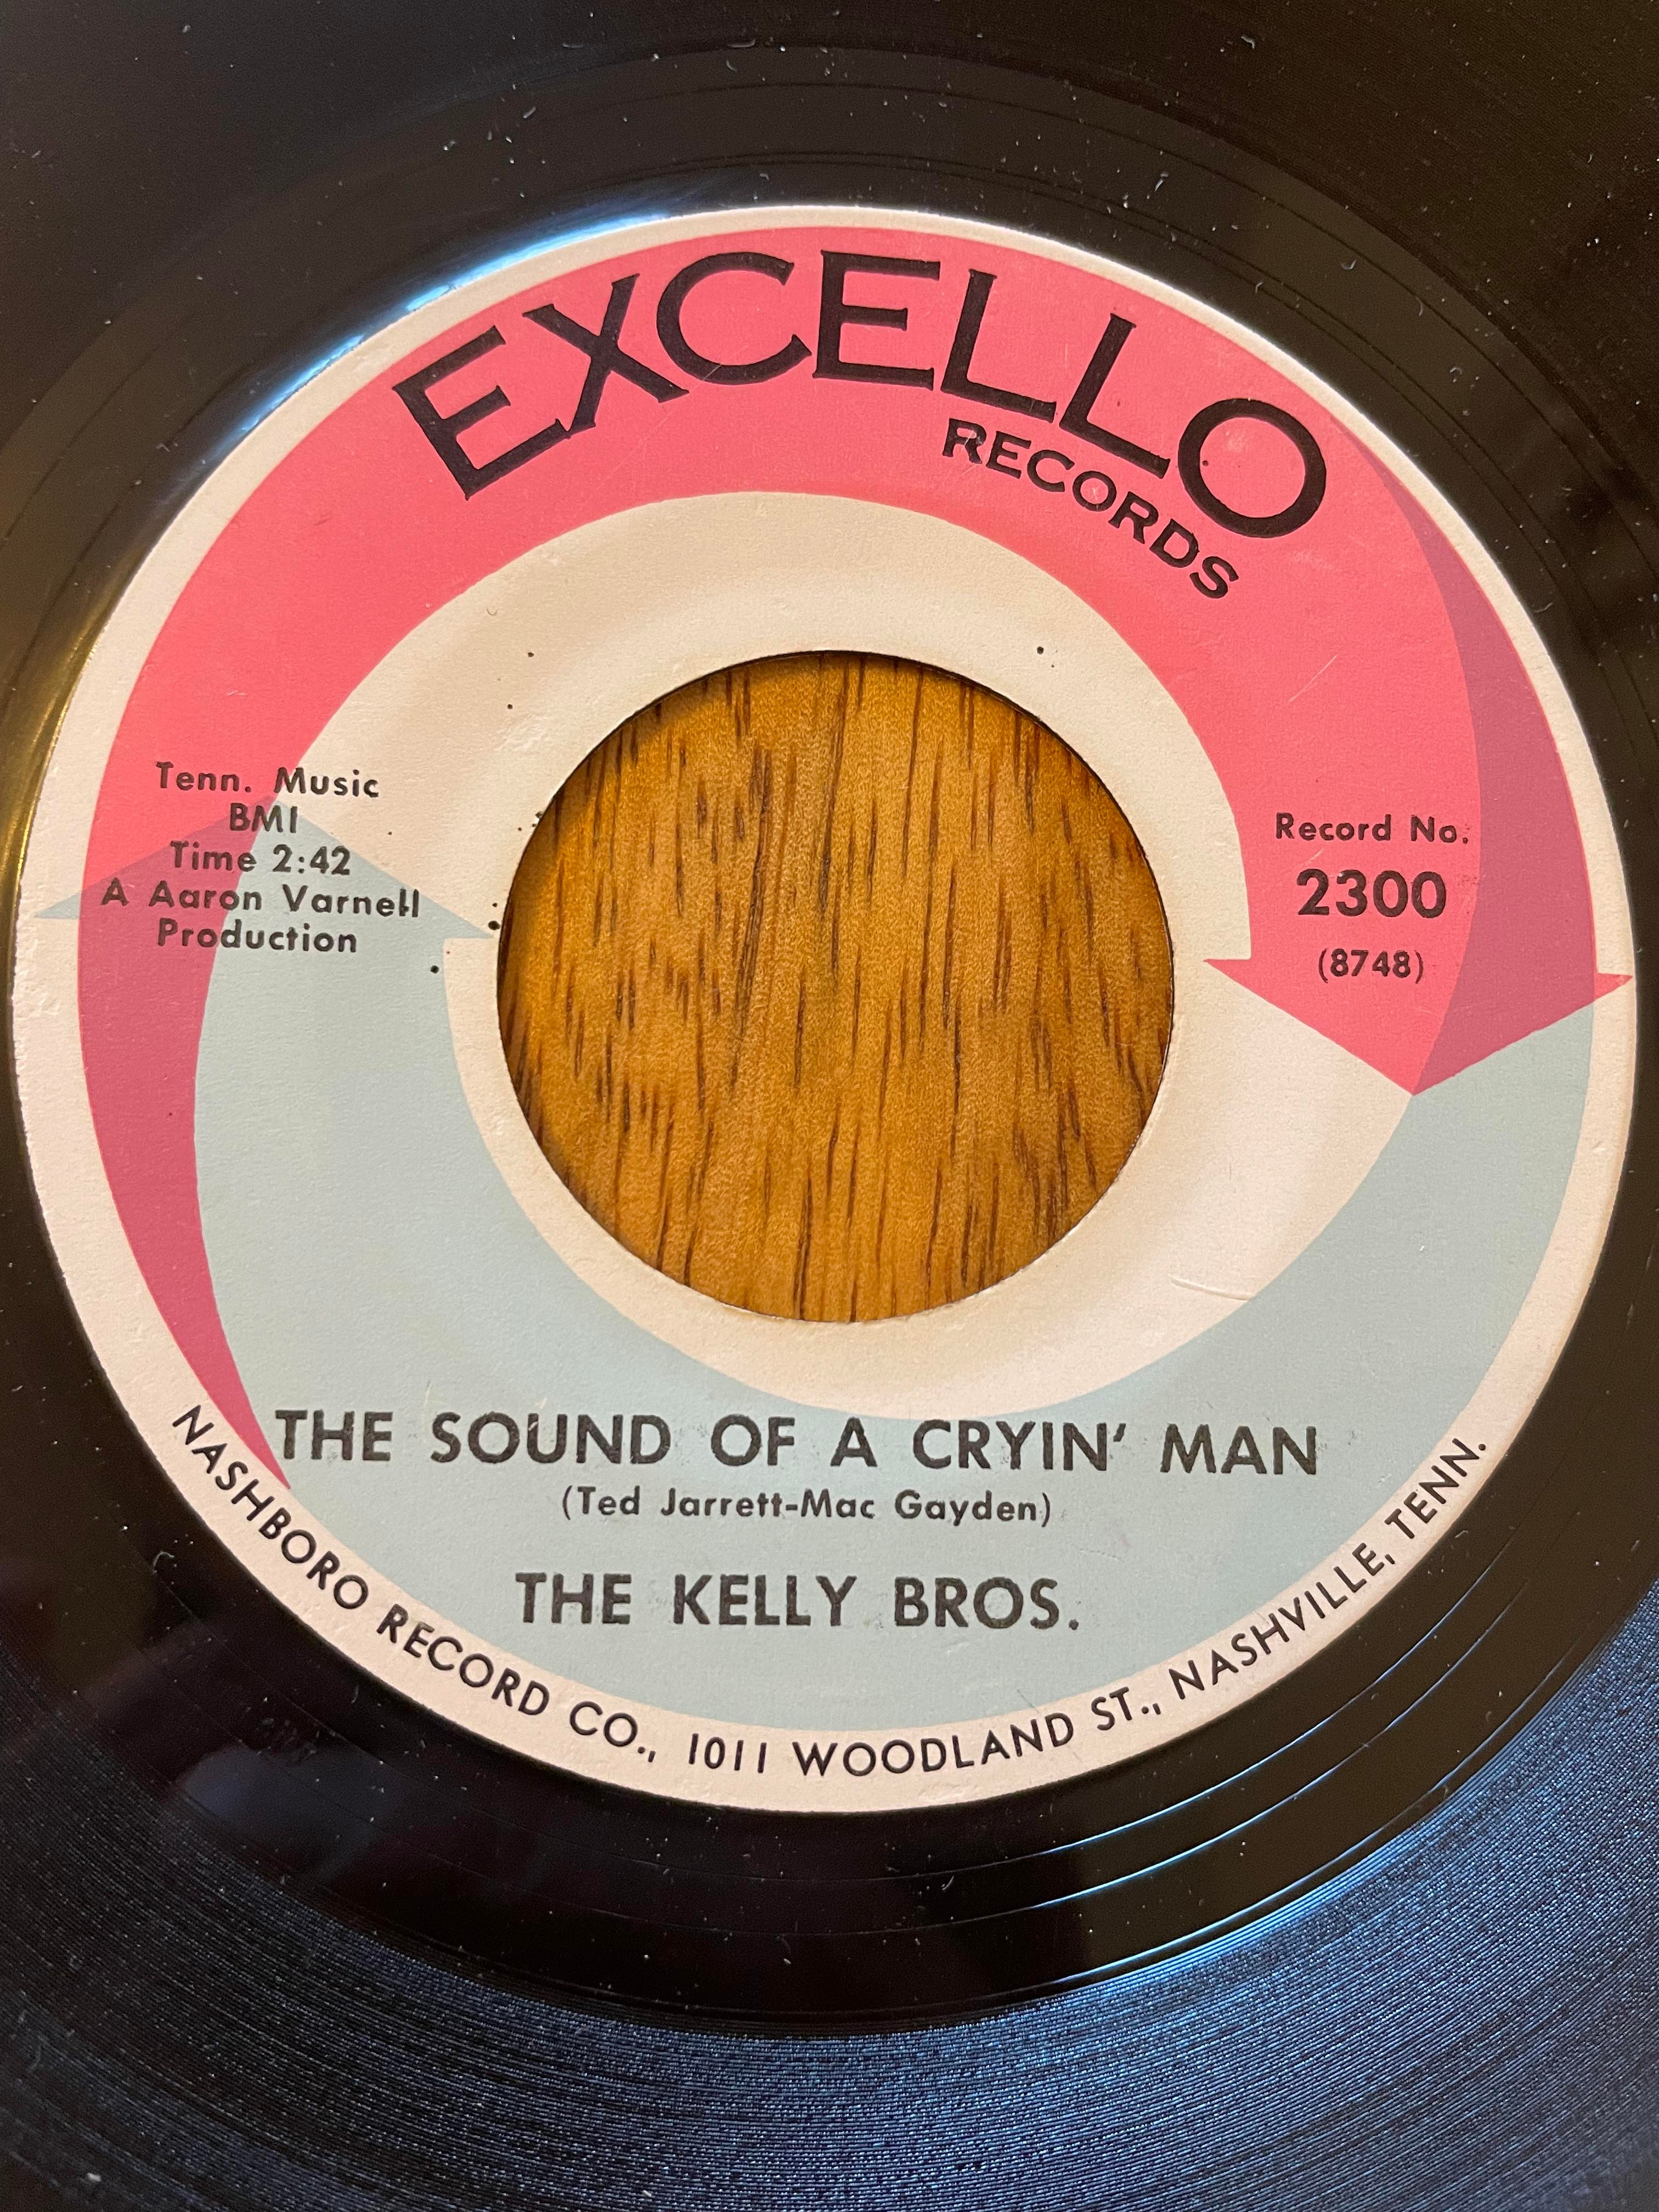 EXCELLO
RECORDS
Tenn. Music
BMI
Time 2:42
A Aaron Varnell
Production
Record No.
2300
(8748)
THE SOUND OF A CRYIN' MAN
(Ted Jarrett-Mac Gayden)
THE KELLY BROS.
NASHBORO RECORD CO., 1011 WOODLAND ST., NASHVILLE, TENN.